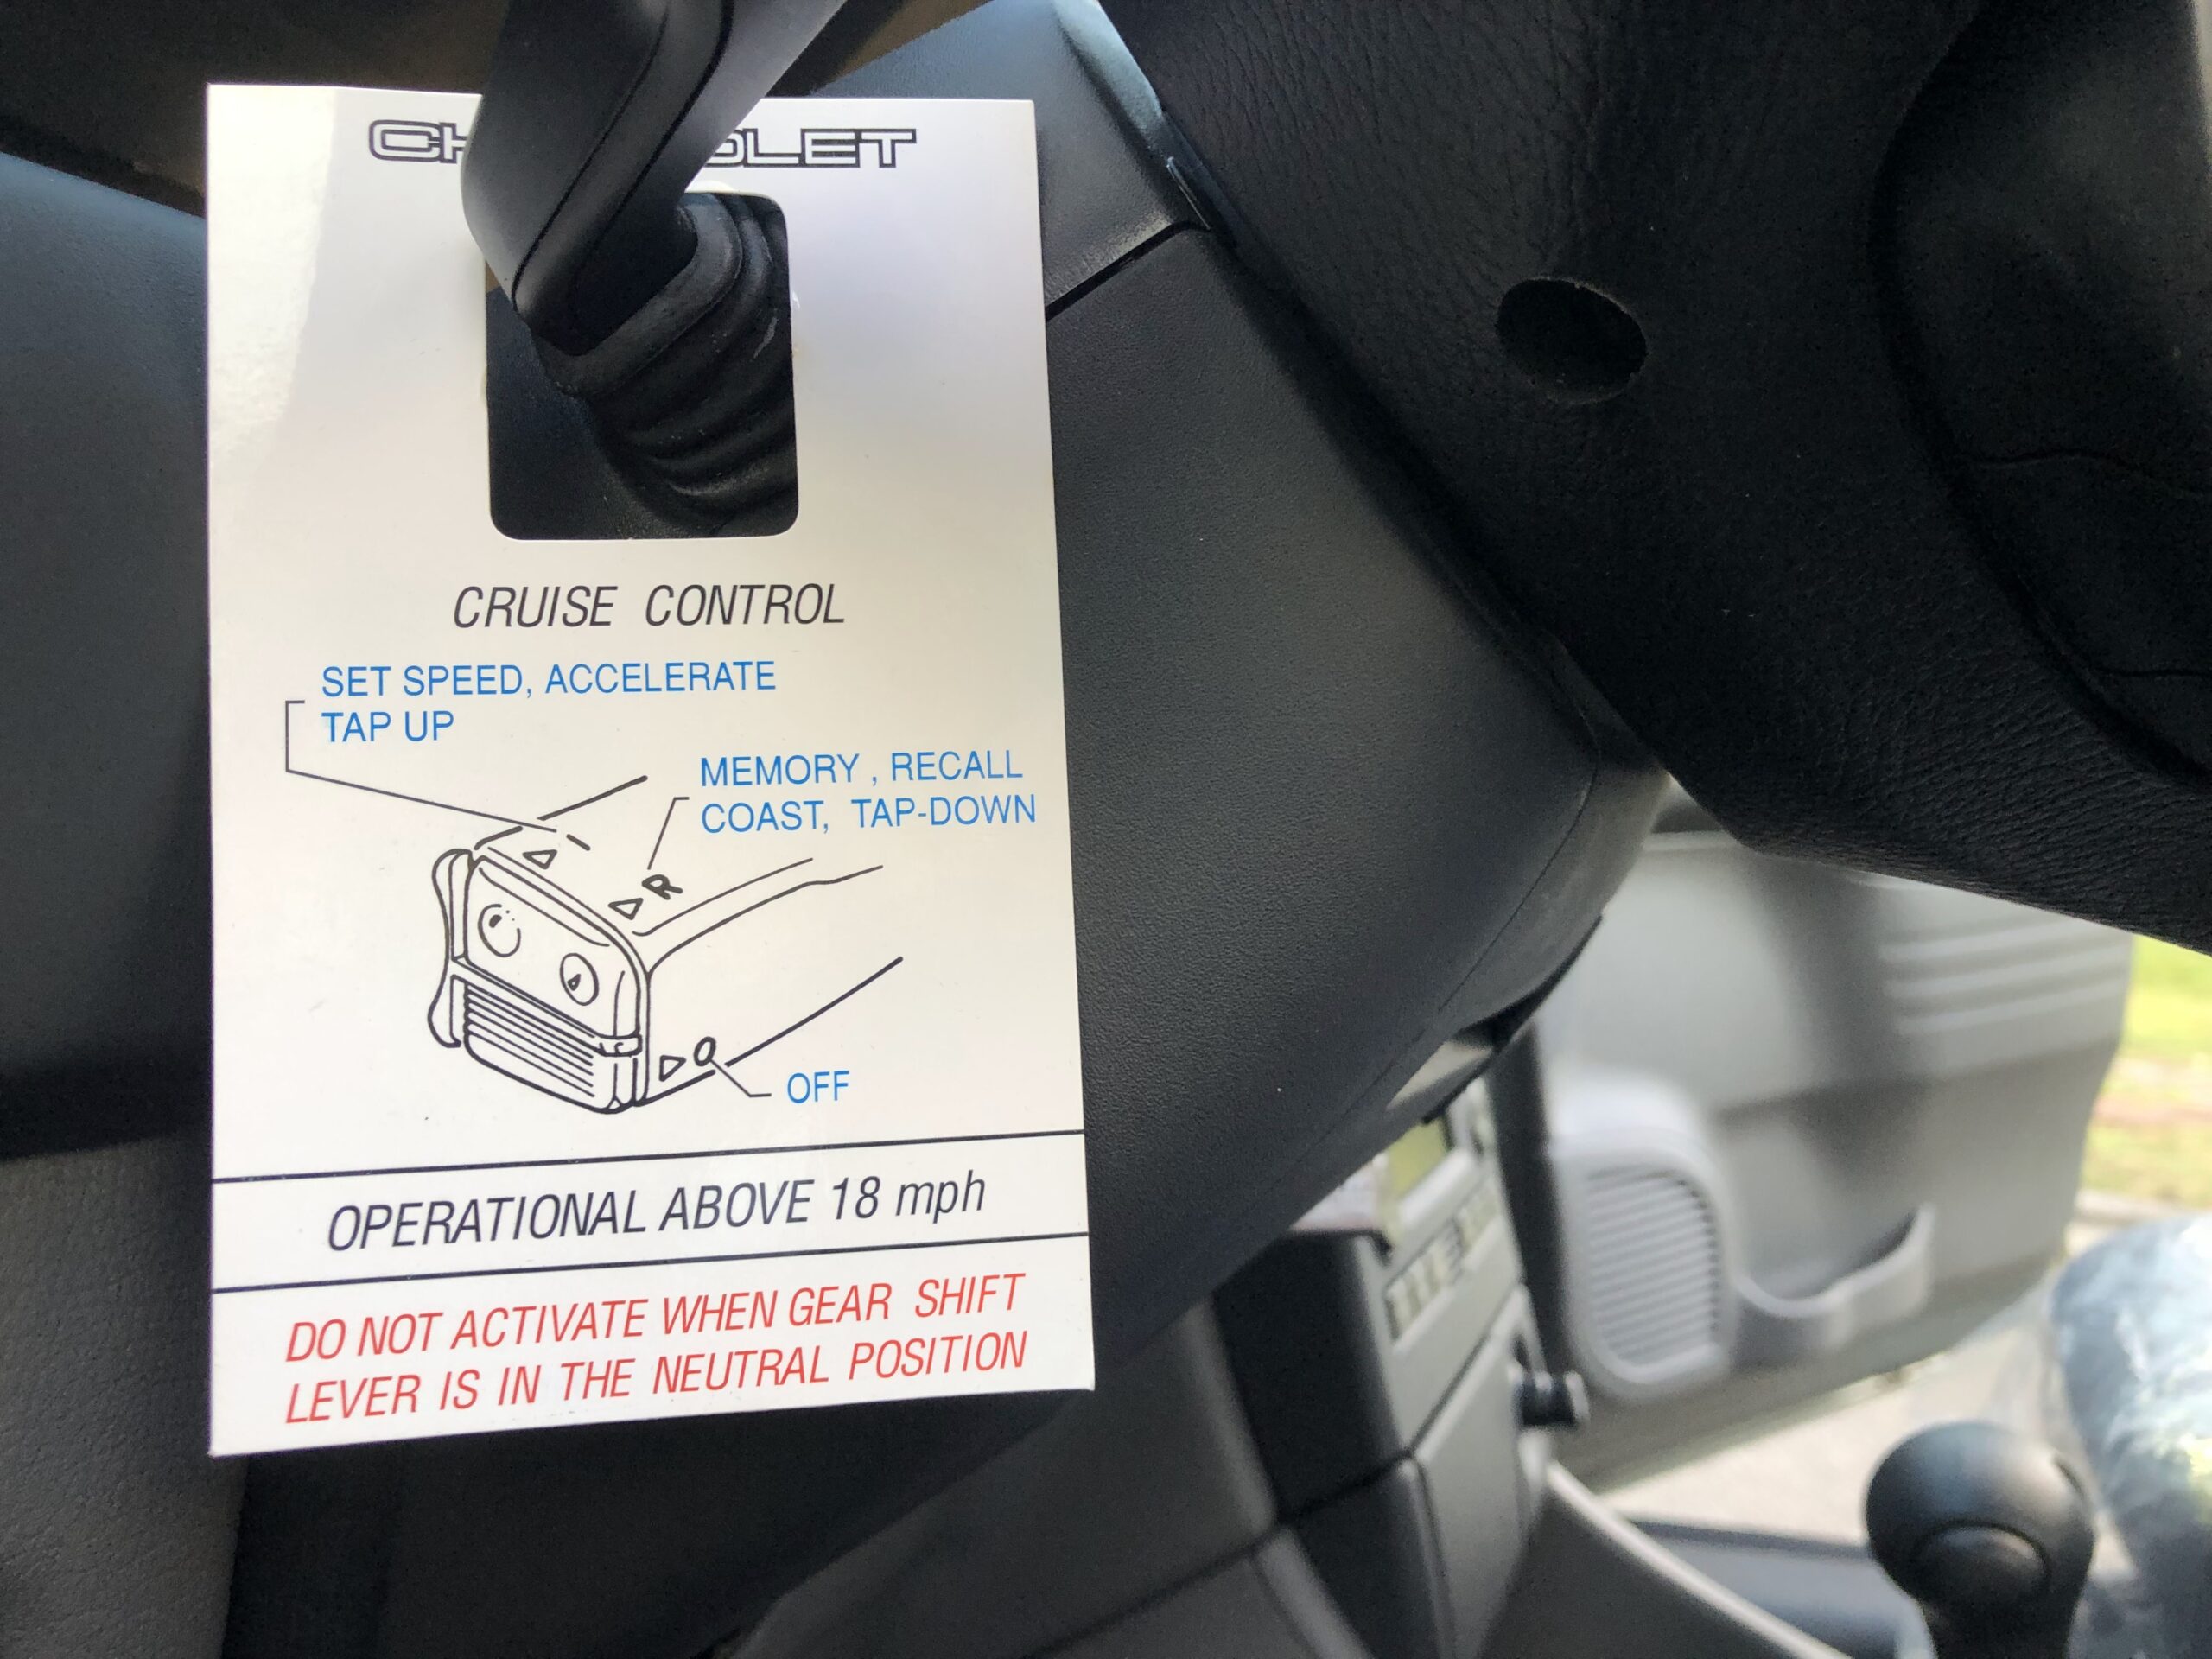 CRUISE CONTROL
SET SPEED, ACCELERATE
TAP UP
MEMORY , RECALL
COAST, TAP-DOWN
I
R
O
OFF
OPERATIONAL ABOVE 18 mph
DO NOT ACTIVATE WHEN GEAR SHIFT
LEVER IS IN THE NEUTRAL POSITION